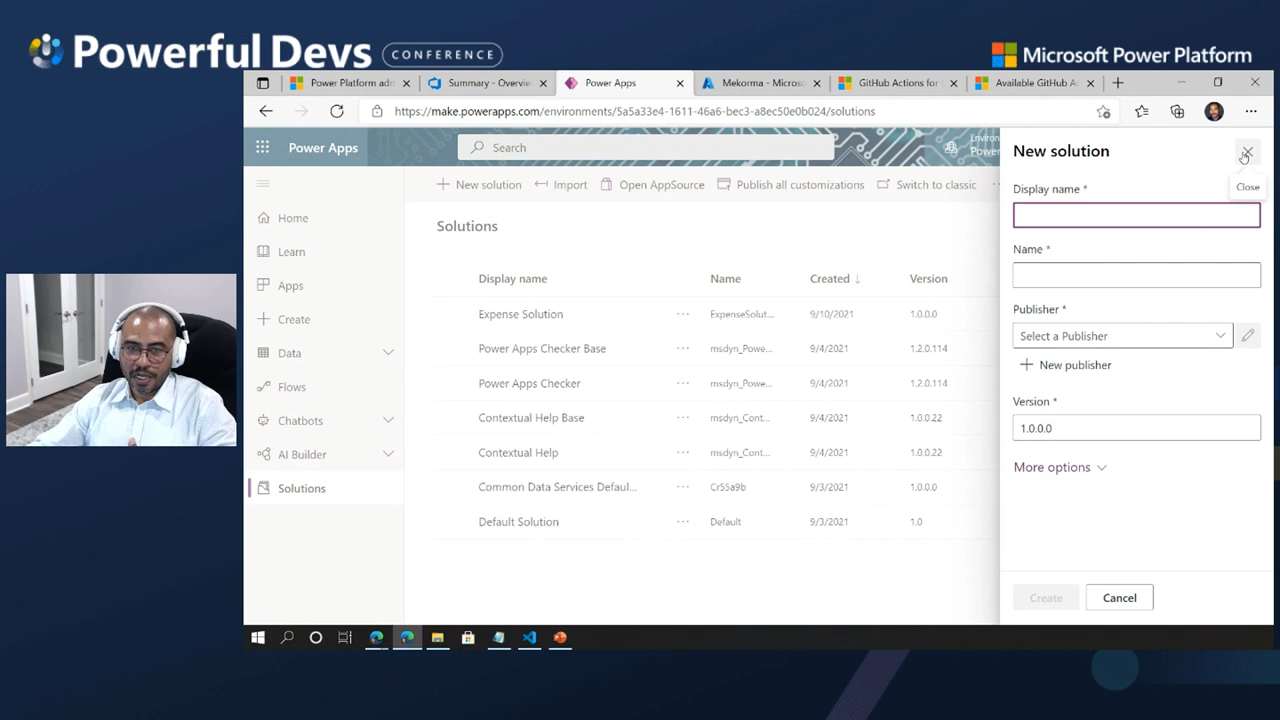 Powerful Devs CONFERENCE
Microsoft Power Platform
Power Platform adm
Summary - Overvie
Power Apps
Mekorma - Micros
GitHub Actions for
Available GitHub Ac
https://make.powerapps.com/environments/5a5a33e4-1611-46a6-bec3-a8ec50e0b024/solutions
Power Apps
Search
Environ
Power
New solution
Import
Open AppSource
Publish all customizations
Switch to classic
Home
Learn
Apps
Create
Data
Flows
Chatbots
AI Builder
Solutions
Solutions
Display name Name Created Version
Expense Solution ... ExpenseSolut... 9/10/2021 1.0.0.0
Power Apps Checker Base ... msdyn_Powe... 9/4/2021 1.2.0.114
Power Apps Checker ... msdyn_Powe... 9/4/2021 1.2.0.114
Contextual Help Base ... msdyn_Cont... 9/4/2021 1.0.0.22
Contextual Help ... msdyn_Cont... 9/4/2021 1.0.0.22
Common Data Services Defaul... ... Cr55a9b 9/3/2021 1.0.0.0
Default Solution ... Default 9/3/2021 1.0
New solution
Close
Display name *
Name *
Publisher *
Select a Publisher
New publisher
Version *
1.0.0.0
More options
Create
Cancel